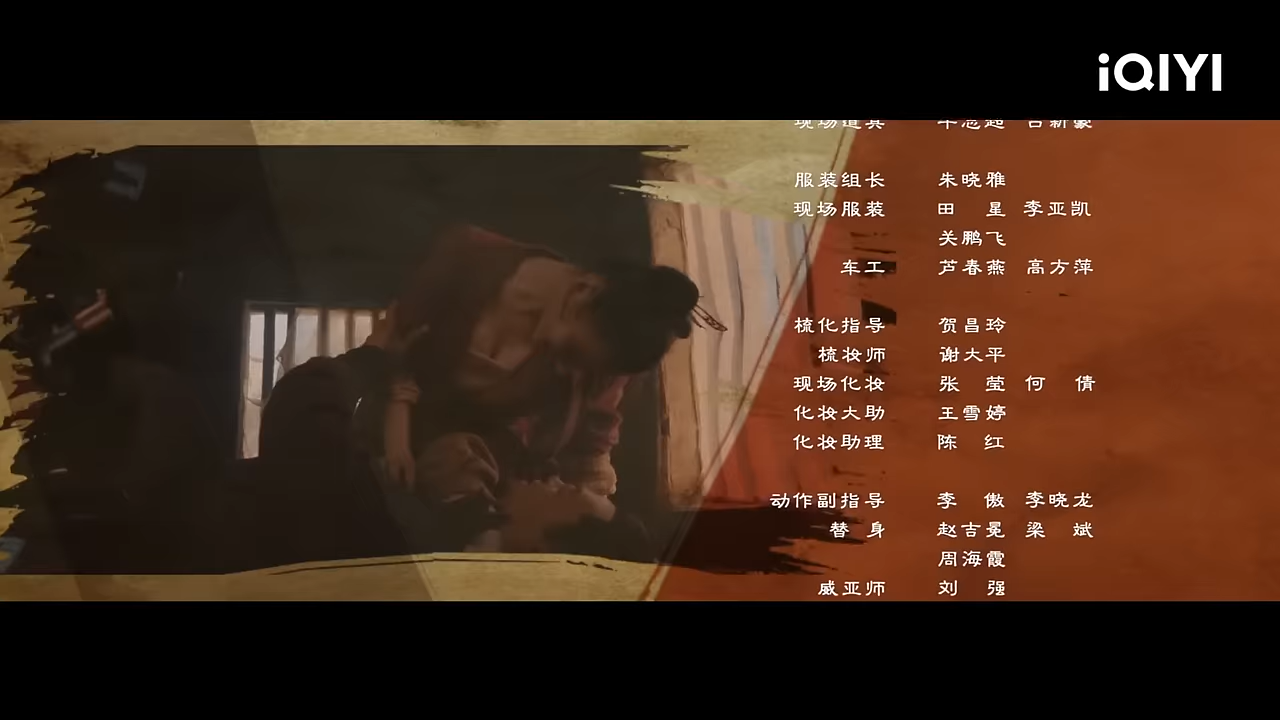 iQIYI
服装组长 朱晓雅
现场服装 田 星 李亚凯
关鹏飞
车工 芦春燕 高方萍
梳化指导 贺昌玲
梳妆师 谢大平
现场化妆 张 莹 何 倩
化妆大助 王雪婷
化妆助理 陈 红
动作副指导 李 傲 李晓龙
替 身 赵吉冕 梁 斌
周海霞
威亚师 刘 强